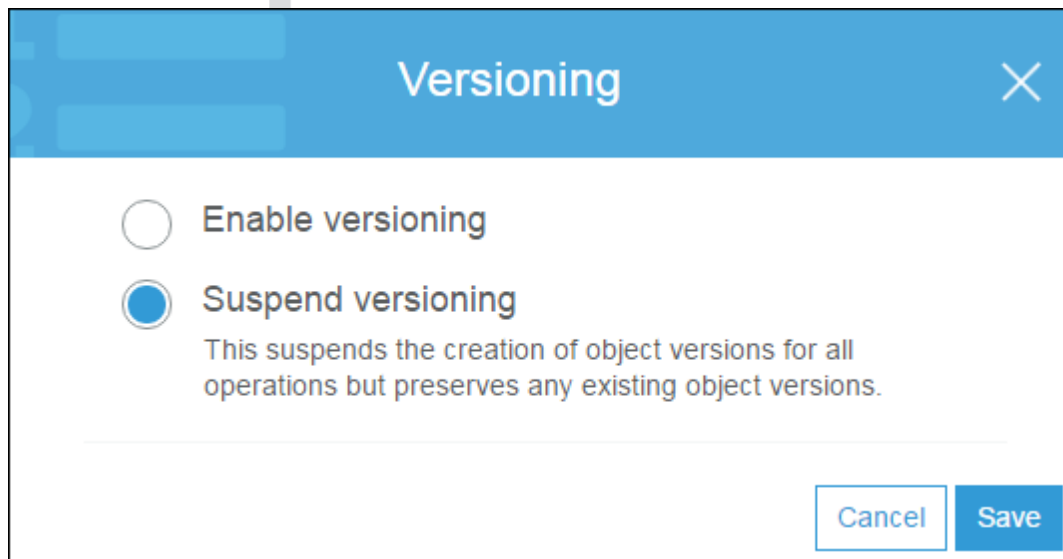 Versioning
Enable versioning
Suspend versioning
This suspends the creation of object versions for all
operations but preserves any existing object versions.
Cancel
Save